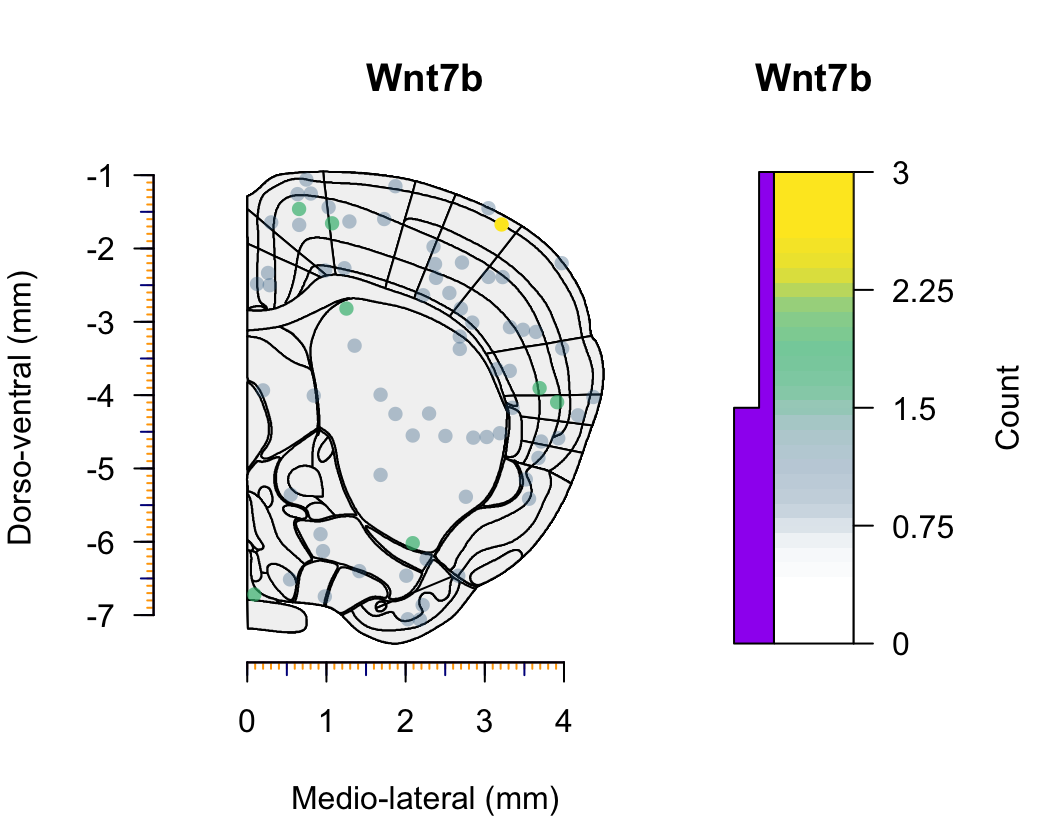 Wnt7b
Wnt7b
-1
-2
-3
-4
-5
-6
-7
Dorso-ventral (mm)
0 1 2 3 4
Medio-lateral (mm)
3
2.25
1.5
0.75
0
Count